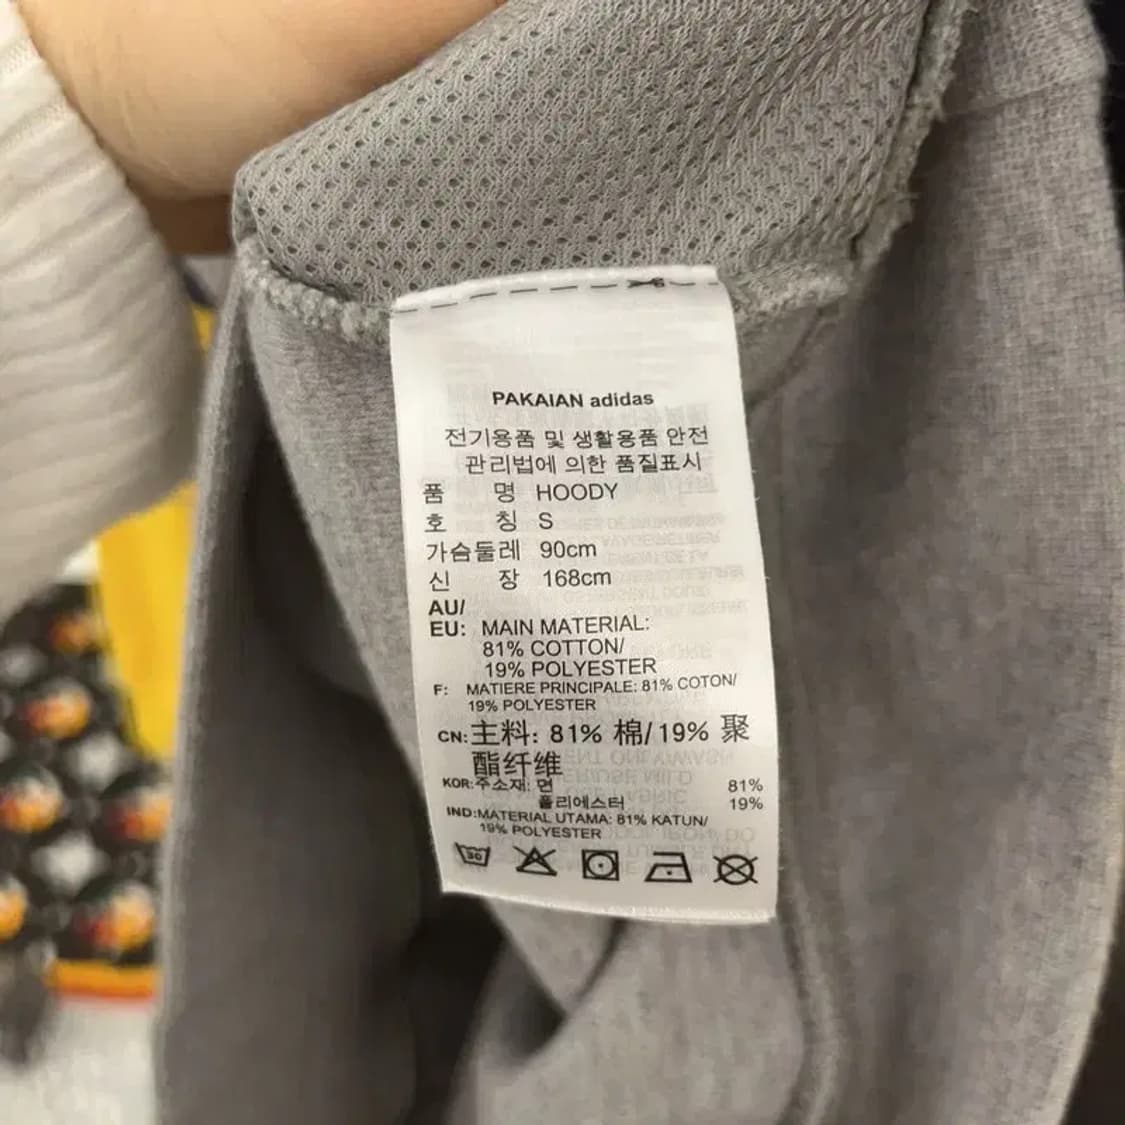 PAKAIAN adidas
전기용품 및 생활용품 안전
관리법에 의한 품질표시
품 명 HOODY
호 칭 S
가슴둘레 90cm
신 장 168cm
AU/
EU: MAIN MATERIAL:
81% COTTON/
19% POLYESTER
F: MATIERE PRINCIPALE: 81% COTON/
19% POLYESTER
CN: 主料: 81% 棉/19% 聚
酯纤维
KOR: 주소재: 면 81%
폴리에스터 19%
IND: MATERIAL UTAMA: 81% KATUN/
19% POLYESTER
30